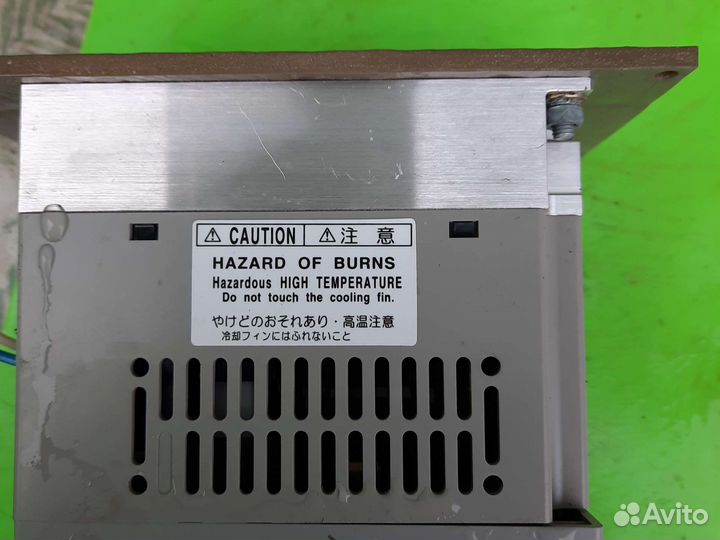 ⚠ CAUTION ⚠ 注意
HAZARD OF BURNS
Hazardous HIGH TEMPERATURE
Do not touch the cooling fin.
やけどのおそれあり・高温注意
冷却フィンにはふれないこと
Avito